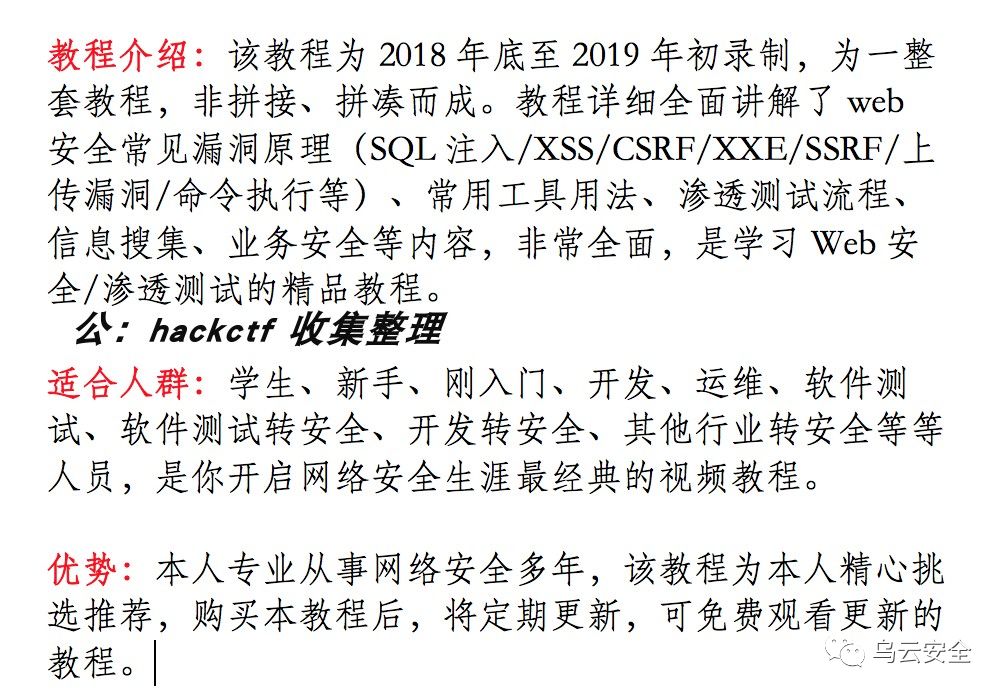 教程介绍：该教程为 2018 年底至 2019 年初录制，为一整
套教程，非拼接、拼凑而成。教程详细全面讲解了 web
安全常见漏洞原理（SQL 注入/XSS/CSRF/XXE/SSRF/上
传漏洞/命令执行等）、常用工具用法、渗透测试流程、
信息搜集、业务安全等内容，非常全面，是学习 Web 安
全/渗透测试的精品教程。
公：hackctf 收集整理
适合人群：学生、新手、刚入门、开发、运维、软件测
试、软件测试转安全、开发转安全、其他行业转安全等等
人员，是你开启网络安全生涯最经典的视频教程。
优势：本人专业从事网络安全多年，该教程为本人精心挑
选推荐，购买本教程后，将定期更新，可免费观看更新的
教程。
乌云安全